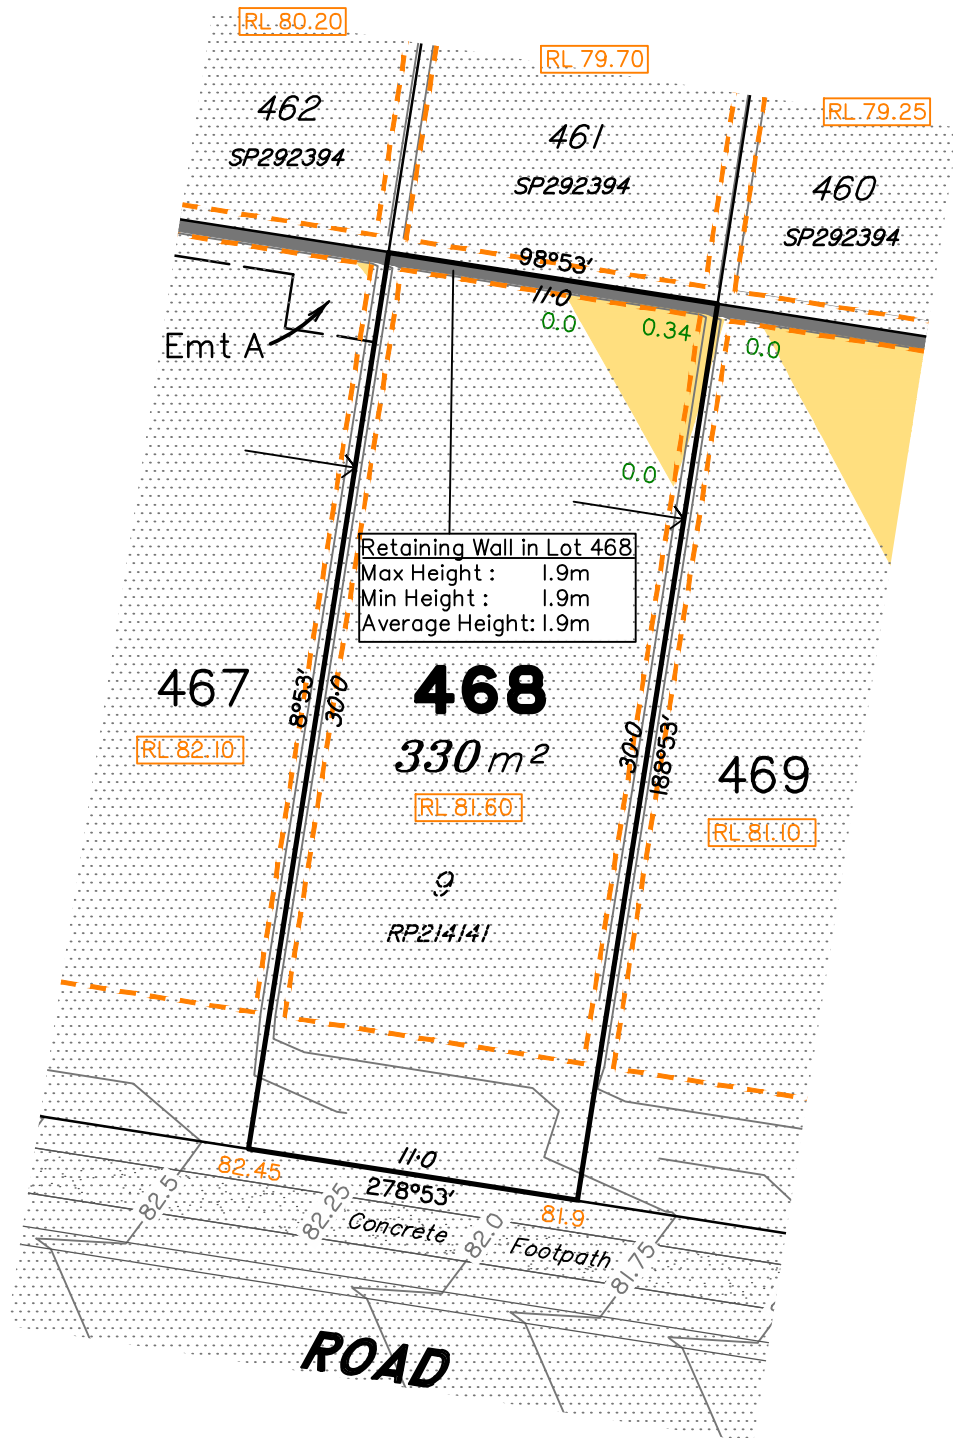 RL 80.20
RL 79.70
RL 79.25
462
SP292394
461
SP292394
460
SP292394
98°53'
11·0
0.0
0.34
0.0
0.0
Emt A
Retaining Wall in Lot 468
Max Height : 1.9m
Min Height : 1.9m
Average Height: 1.9m
467
RL 82.10
8°53'
30·0
468
330 m²
RL 81.60
9
RP214141
30·0
188°53'
469
RL 81.10
11·0
278°53'
82.45
81.9
82.5
82.25
82.0
81.75
Concrete
Footpath
ROAD